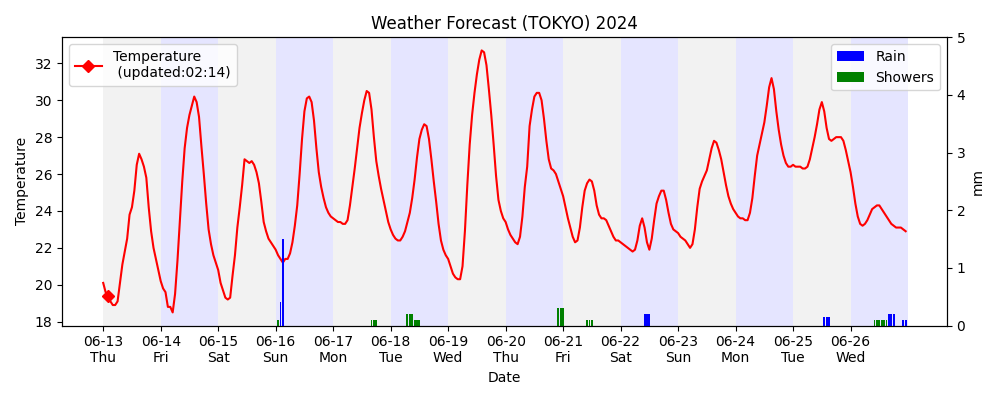 Weather Forecast (TOKYO) 2024
Temperature
(updated:02:14)
Rain
Showers
Temperature
32
30
28
26
24
22
20
18
5
4
3
2
1
0
mm
06-13 06-14 06-15 06-16 06-17 06-18 06-19 06-20 06-21 06-22 06-23 06-24 06-25 06-26
Thu Fri Sat Sun Mon Tue Wed Thu Fri Sat Sun Mon Tue Wed
Date